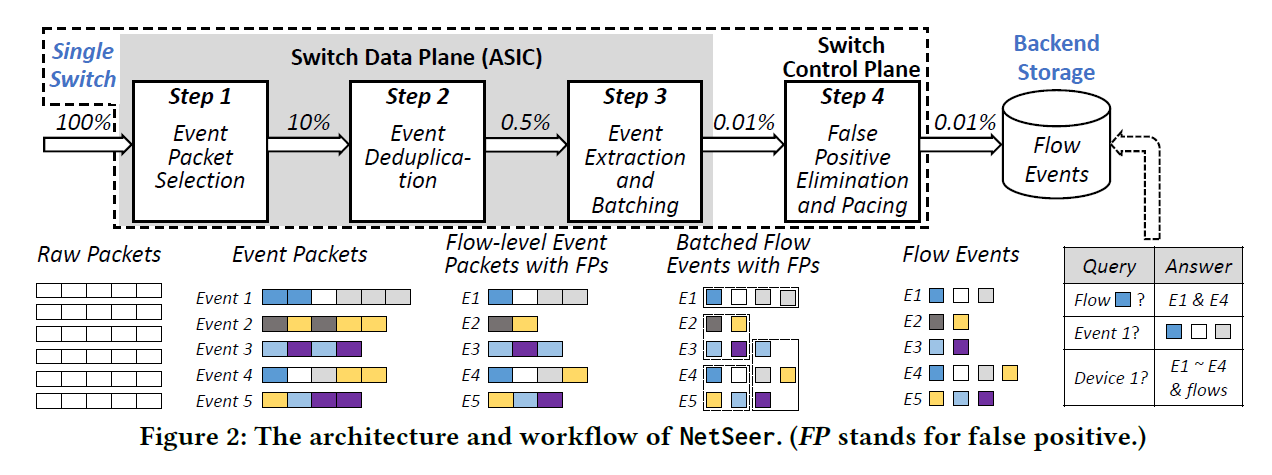 Single
Switch
Switch Data Plane (ASIC)
Switch
Control Plane
Backend
Storage
100%
Step 1
Event
Packet
Selection
10%
Step 2
Event
Deduplica-
tion
0.5%
Step 3
Event
Extraction
and
Batching
0.01%
Step 4
False
Positive
Elimination
and Pacing
0.01%
Flow
Events
Raw Packets
Event Packets
Event 1
Event 2
Event 3
Event 4
Event 5
Flow-level Event
Packets with FPs
E1
E2
E3
E4
E5
Batched Flow
Events with FPs
E1
E2
E3
E4
E5
Flow Events
E1
E2
E3
E4
E5
Query Answer
Flow ? E1 & E4
Event 1?
Device 1? E1 ~ E4
& flows
Figure 2: The architecture and workflow of NetSeer. (FP stands for false positive.)